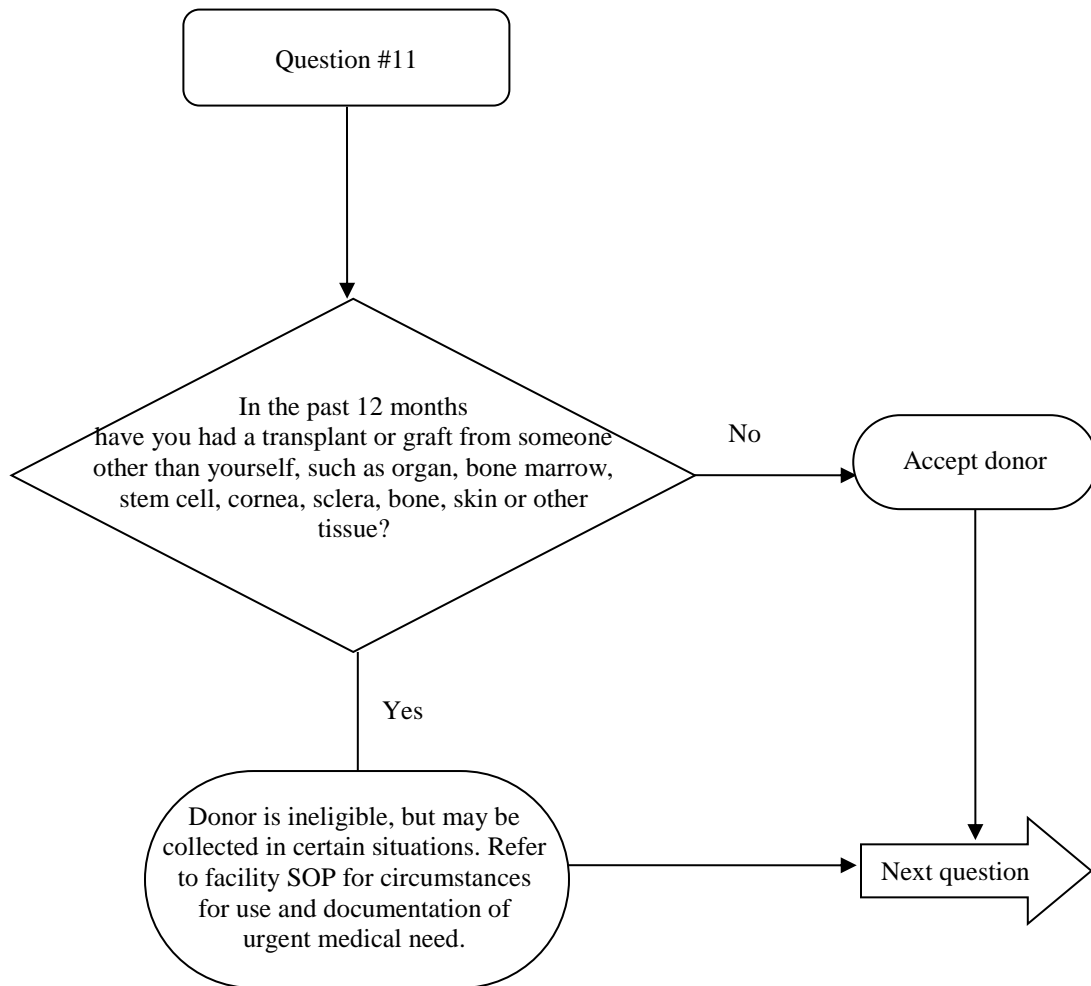 Question #11
In the past 12 months
have you had a transplant or graft from someone
other than yourself, such as organ, bone marrow,
stem cell, cornea, sclera, bone, skin or other
tissue?
No
Accept donor
Yes
Donor is ineligible, but may be
collected in certain situations. Refer
to facility SOP for circumstances
for use and documentation of
urgent medical need.
Next question